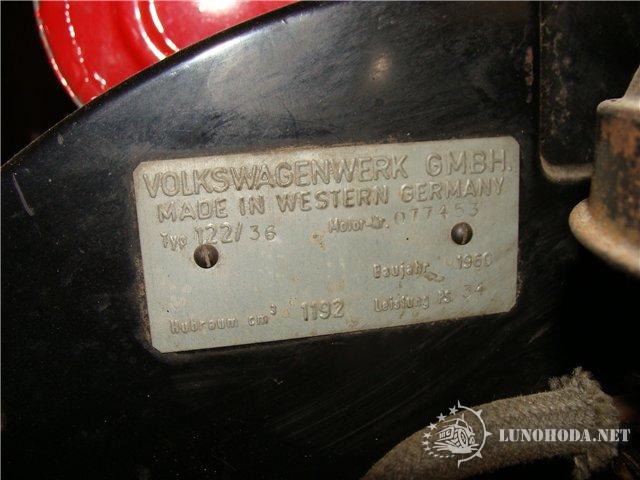 VOLKSWAGENWERK GMBH.
MADE IN WESTERN GERMANY
Typ 122/36 Motor-Nr. 077453
Baujahr 1960
Hubraum cm³ 1192 Leistung PS 34
LUNOHODA.NET